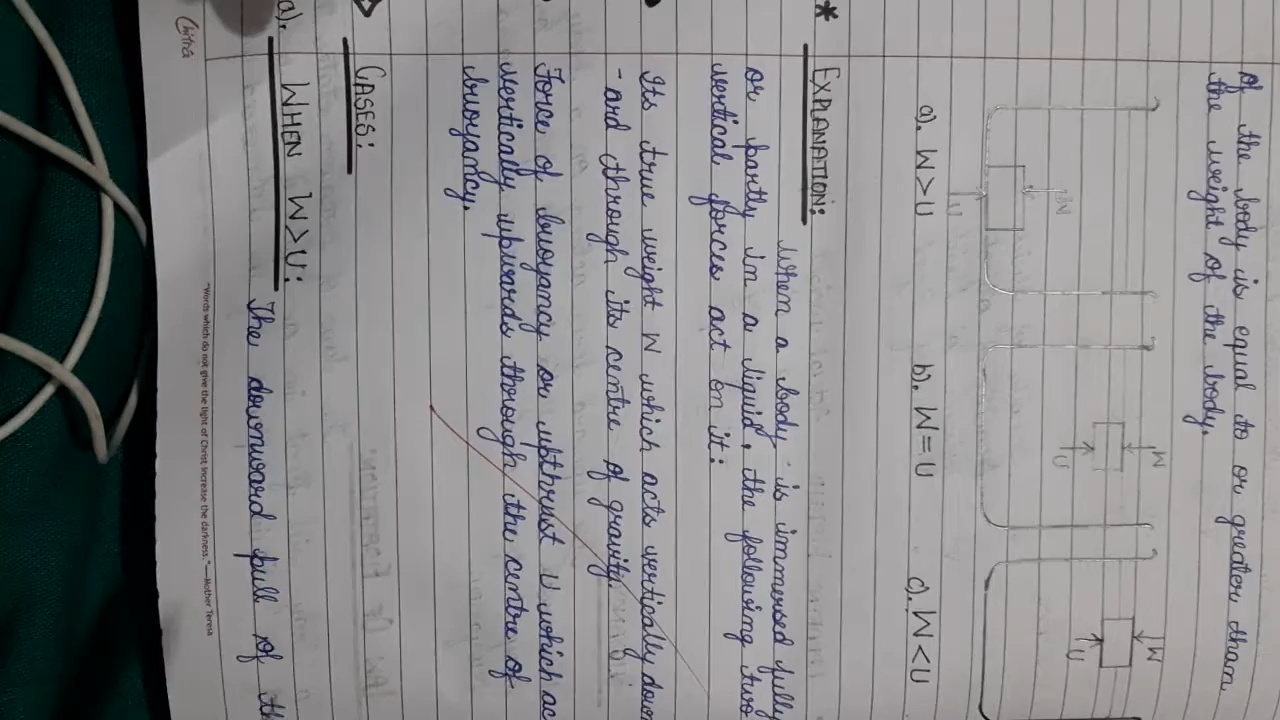 of the body is equal to or greater than
the weight of the body.
W
U
W
U
W
U
a). W>U
b). W=U
c). W<U
* EXPLANATION:
When a body is immersed fully
or partly in a liquid, the following two
vertical forces act on it:
Its true weight W which acts vertically down
-ard through its centre of gravity.
Force of buoyancy or upthrust U which ac
vertically upwards thorough the centre of
buoyancy.
CASES:
a). WHEN W>U:
The downward pull of th
Chitra
"Words which do not give the light of Christ increase the darkness." —Mother Teresa